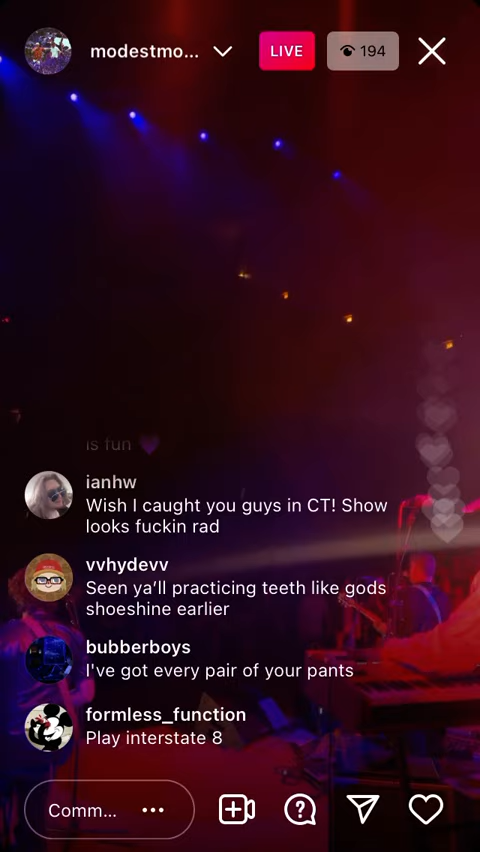 modestmo...
LIVE
194
is fun 💜
ianhw
Wish I caught you guys in CT! Show
looks fuckin rad
vvhydevv
Seen ya’ll practicing teeth like gods
shoeshine earlier
bubberboys
I've got every pair of your pants
formless_function
Play interstate 8
Comm...